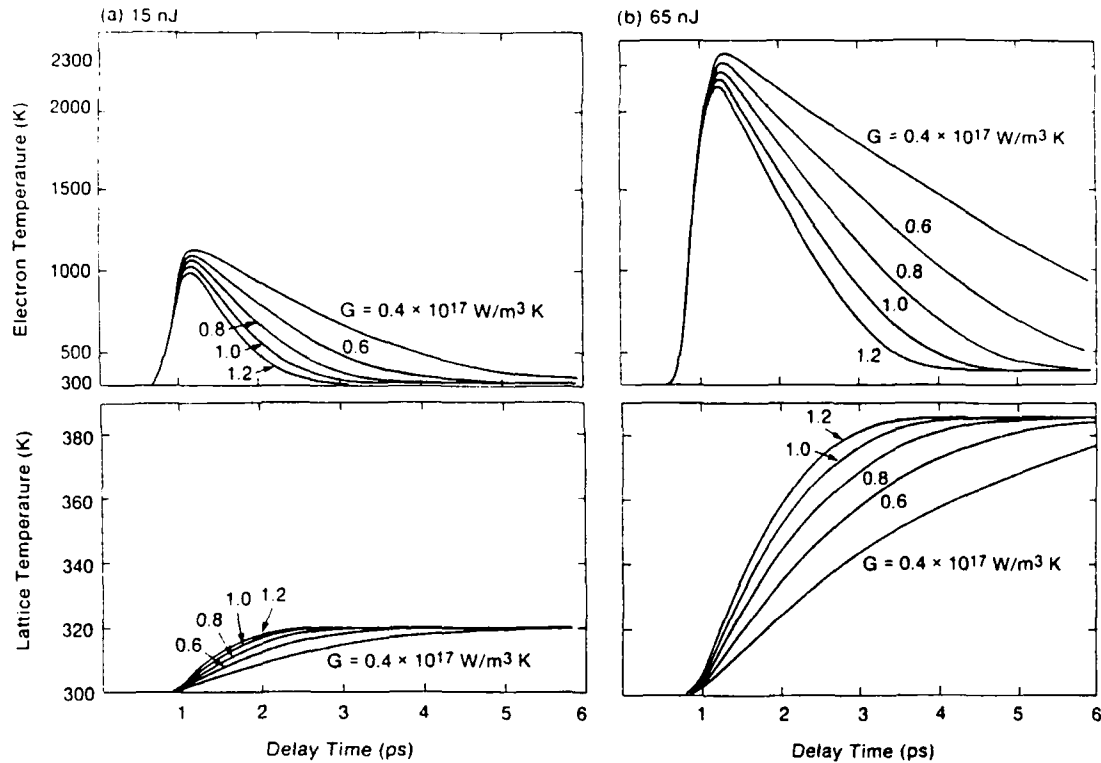 (a) 15 nJ
Electron Temperature (K)
2300
2000
1500
1000
500
300
G = 0.4 × 10¹⁷ W/m³ K
0.8
0.6
1.0
1.2
(b) 65 nJ
G = 0.4 × 10¹⁷ W/m³ K
0.6
0.8
1.0
1.2
Lattice Temperature (K)
380
360
340
320
300
1.0
1.2
0.8
0.6
G = 0.4 × 10¹⁷ W/m³ K
1 2 3 4 5 6
Delay Time (ps)
1.2
1.0
0.8
0.6
G = 0.4 × 10¹⁷ W/m³ K
1 2 3 4 5 6
Delay Time (ps)